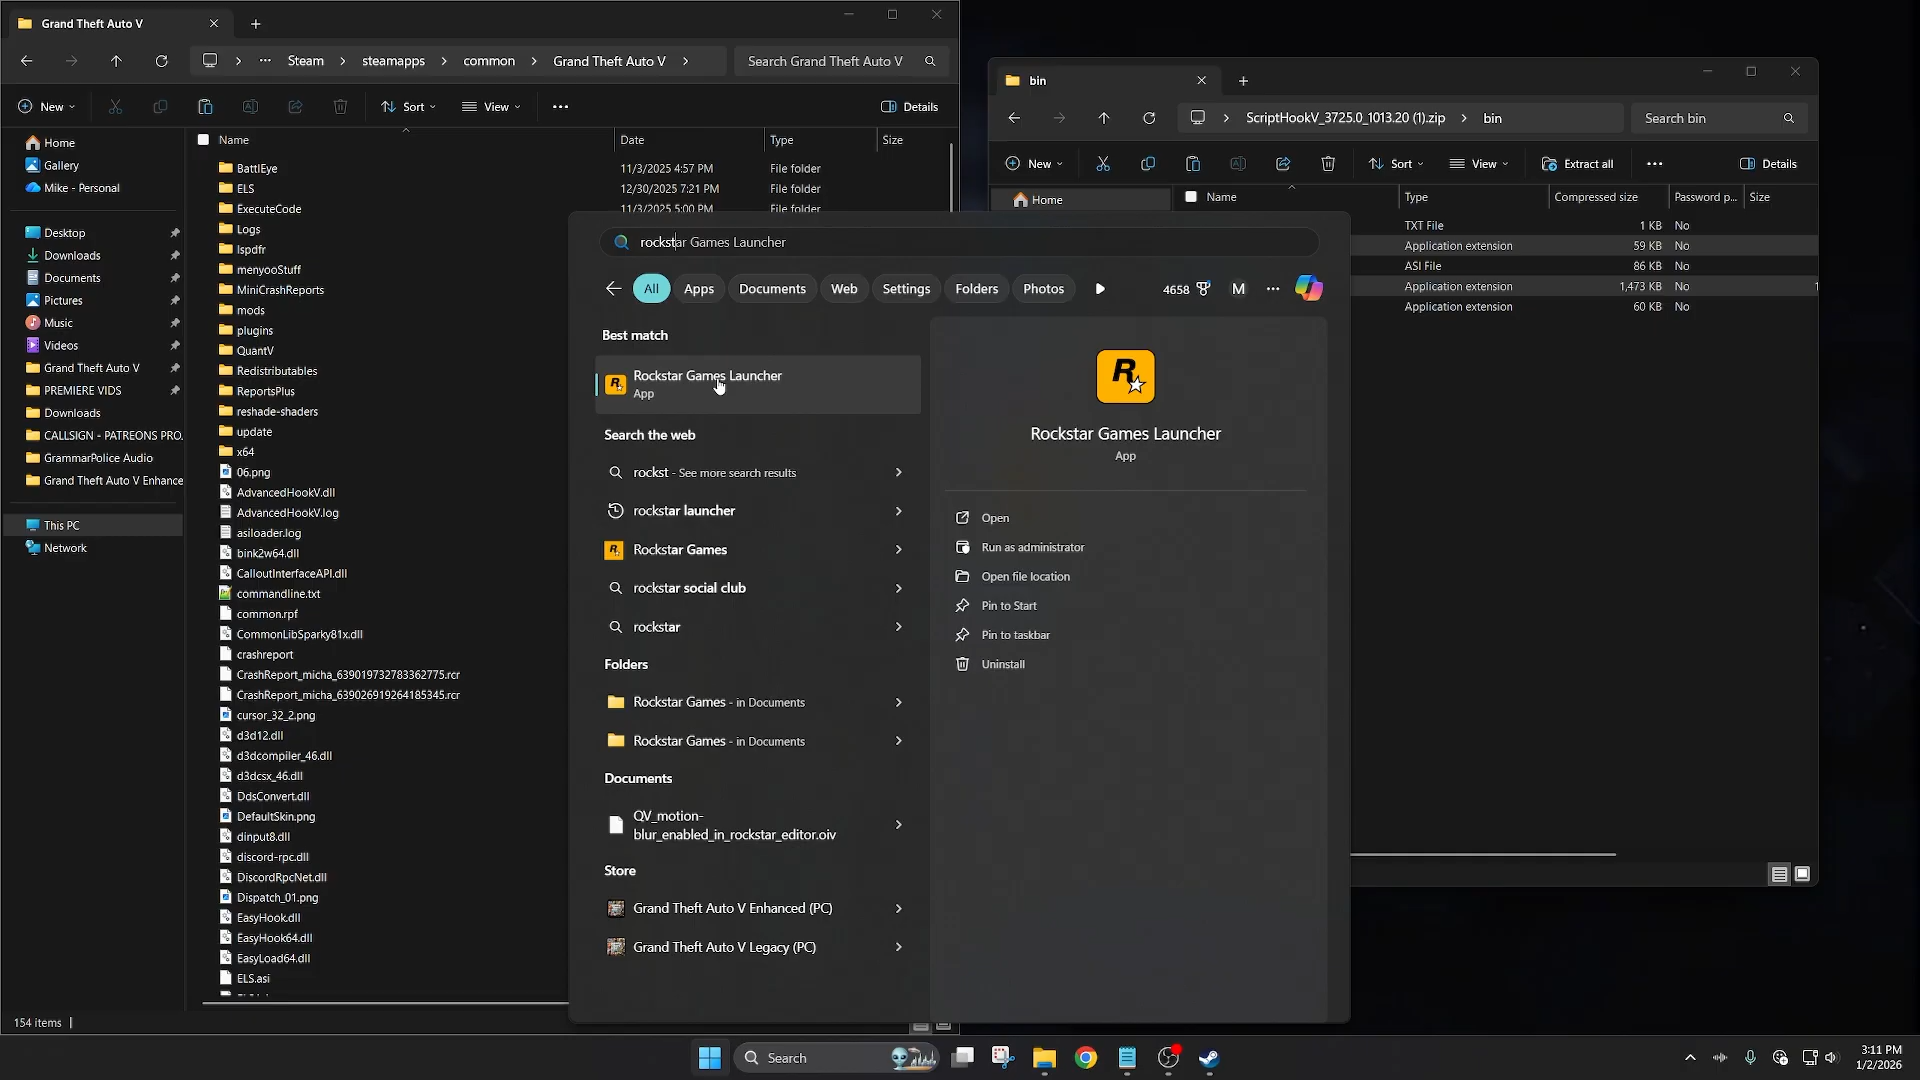 Grand Theft Auto V
Steam
steamapps
common
Grand Theft Auto V
Search Grand Theft Auto V
New
Sort
View
Details
Home
Gallery
Mike - Personal
Desktop
Downloads
Documents
Pictures
Music
Videos
Grand Theft Auto V
PREMIERE VIDS
Downloads
CALLSIGN - PATREONS PRO.
GrammarPolice Audio
Grand Theft Auto V Enhance
This PC
Network
Name
Date
Type
Size
BattlEye
11/3/2025 4:57 PM
File folder
ELS
12/30/2025 7:21 PM
File folder
ExecuteCode
11/3/2025 5:00 PM
File folder
Logs
lspdfr
menyooStuff
MiniCrashReports
mods
plugins
QuantV
Redistributables
ReportsPlus
reshade-shaders
update
x64
06.png
AdvancedHookV.dll
AdvancedHookV.log
asiloader.log
bink2w64.dll
CalloutInterfaceAPI.dll
commandline.txt
common.rpf
CommonLibSparky81x.dll
crashreport
CrashReport_micha_639019732783362775.rcr
CrashReport_micha_639026919264185345.rcr
cursor_32_2.png
d3d12.dll
d3dcompiler_46.dll
d3dcsx_46.dll
DdsConvert.dll
DefaultSkin.png
dinput8.dll
discord-rpc.dll
DiscordRpcNet.dll
Dispatch_01.png
EasyHook.dll
EasyHook64.dll
EasyLoad64.dll
ELS.asi
154 items
bin
ScriptHookV_3725.0_1013.20 (1).zip
bin
Search bin
New
Sort
View
Extract all
Details
Home
Name
Type
Compressed size
Password p...
Size
TXT File
1 KB
No
Application extension
59 KB
No
ASI File
86 KB
No
Application extension
1,473 KB
No
1
Application extension
60 KB
No
rockstar Games Launcher
All
Apps
Documents
Web
Settings
Folders
Photos
4658
M
Best match
Rockstar Games Launcher
App
Search the web
rockst - See more search results
rockstar launcher
Rockstar Games
rockstar social club
rockstar
Folders
Rockstar Games - in Documents
Rockstar Games - in Documents
Documents
QV_motion-
blur_enabled_in_rockstar_editor.oiv
Store
Grand Theft Auto V Enhanced (PC)
Grand Theft Auto V Legacy (PC)
Rockstar Games Launcher
App
Open
Run as administrator
Open file location
Pin to Start
Pin to taskbar
Uninstall
Search
3:11 PM
1/2/2026